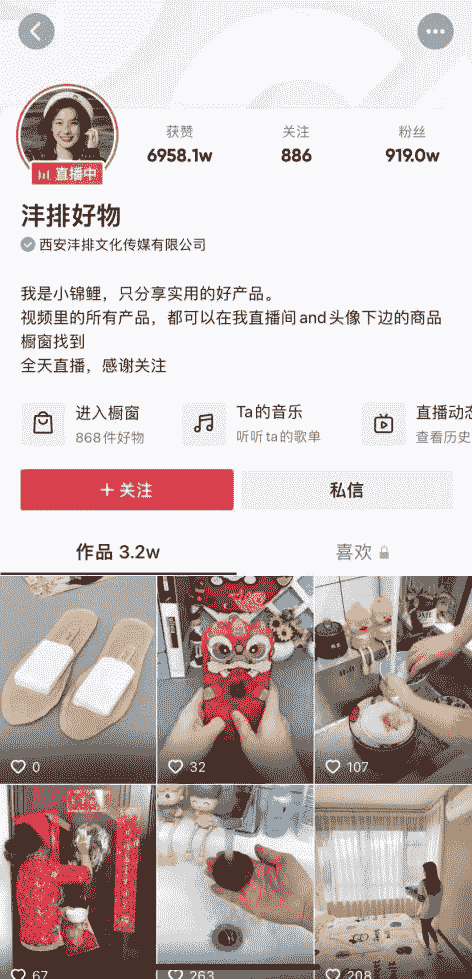 获赞
关注
粉丝
6958.1w
886
919.0w
直播中
沣排好物
西安沣排文化传媒有限公司
我是小锦鲤，只分享实用的好产品。
视频里的所有产品，都可以在我直播间and头像下边的商品
橱窗找到
全天直播，感谢关注
进入橱窗
868件好物
Ta的音乐
听听ta的歌单
直播动态
查看历史
+ 关注
私信
作品 3.2w
喜欢
0
32
107
67
263
208